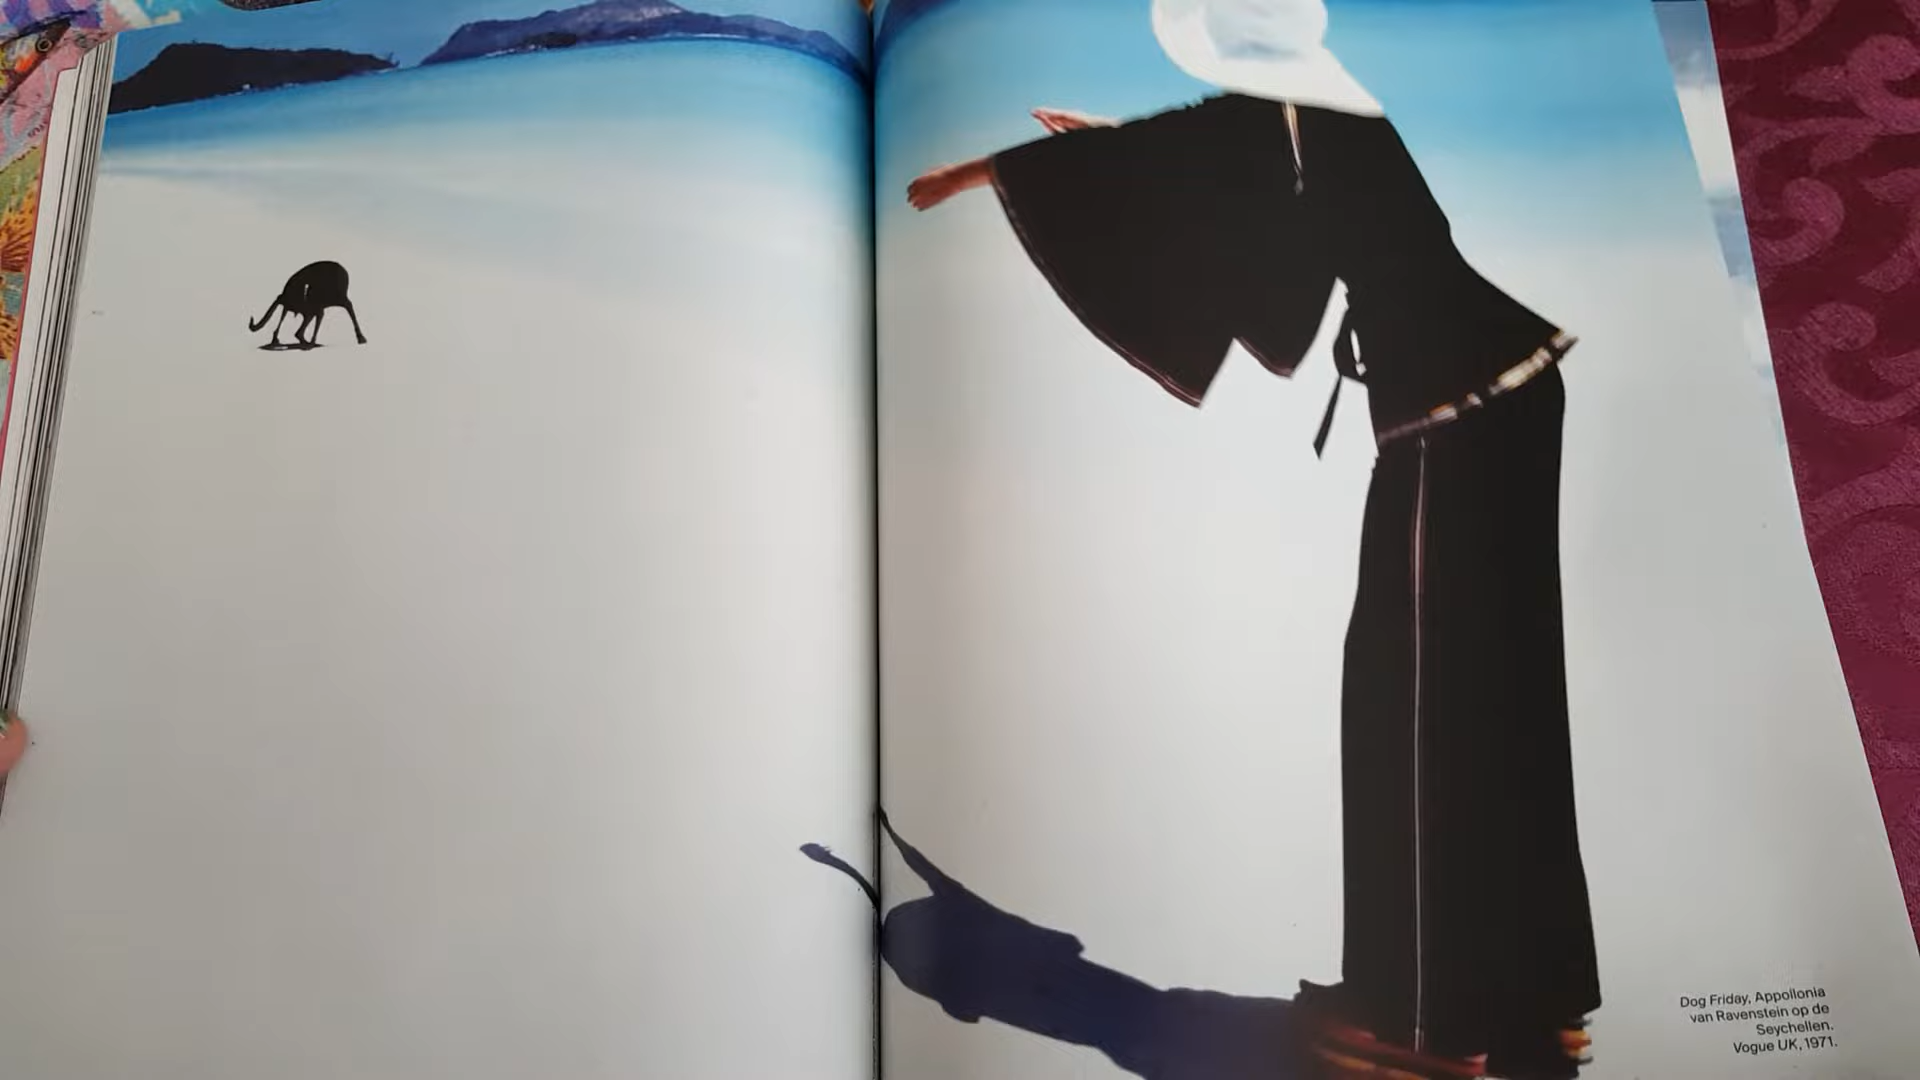 Dog Friday, Appollonia
van Ravenstein op de
Seychellen.
Vogue UK, 1971.